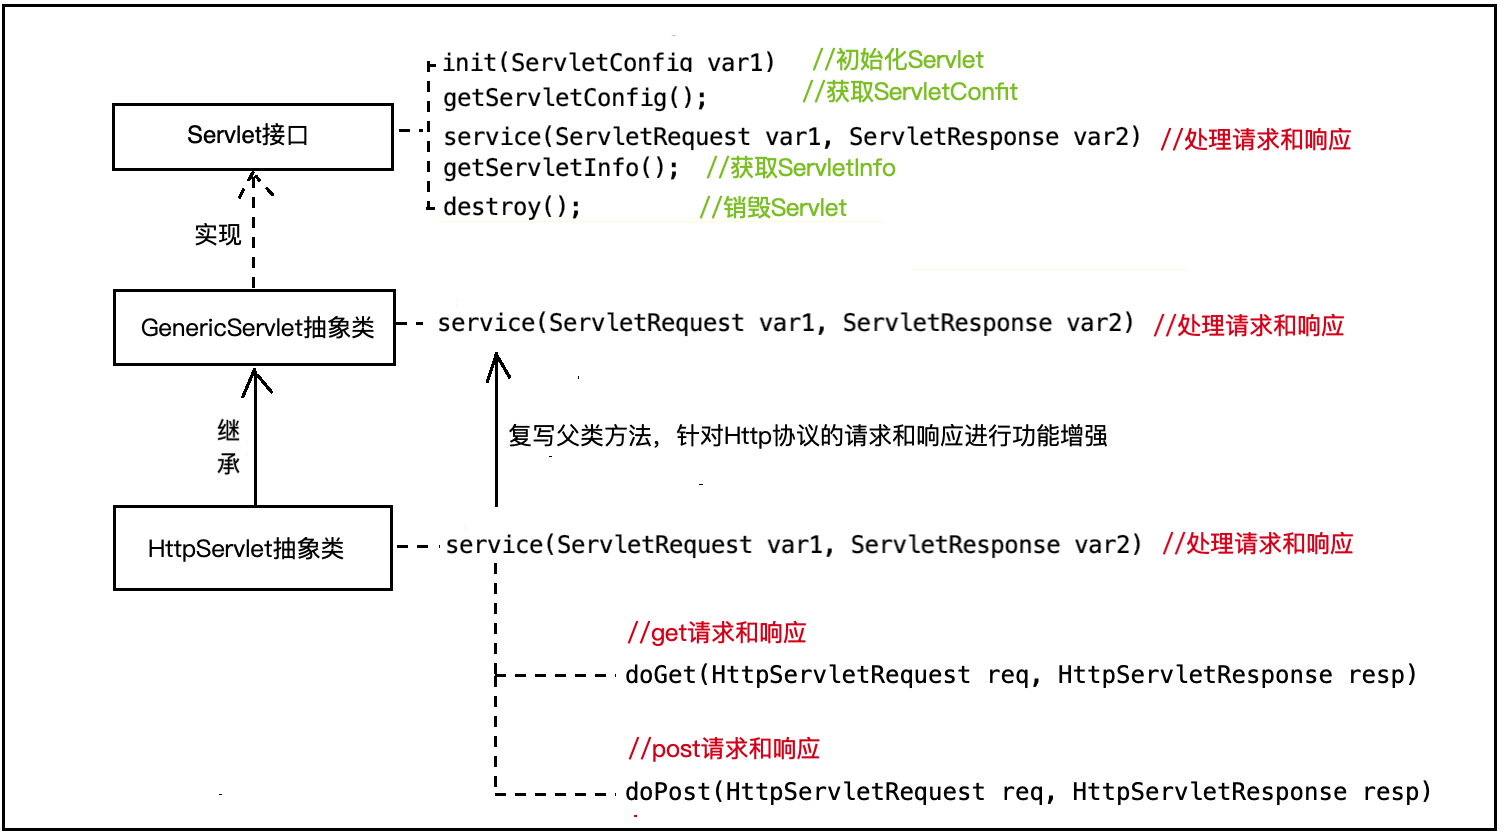 init(ServletConfig var1) //初始化Servlet
getServletConfig(); //获取ServletConfit
Servlet接口
service(ServletRequest var1, ServletResponse var2) //处理请求和响应
getServletInfo(); //获取ServletInfo
destroy(); //销毁Servlet
实现
GenericServlet抽象类
service(ServletRequest var1, ServletResponse var2) //处理请求和响应
继
承
复写父类方法，针对Http协议的请求和响应进行功能增强
HttpServlet抽象类
service(ServletRequest var1, ServletResponse var2) //处理请求和响应
//get请求和响应
doGet(HttpServletRequest req, HttpServletResponse resp)
//post请求和响应
doPost(HttpServletRequest req, HttpServletResponse resp)